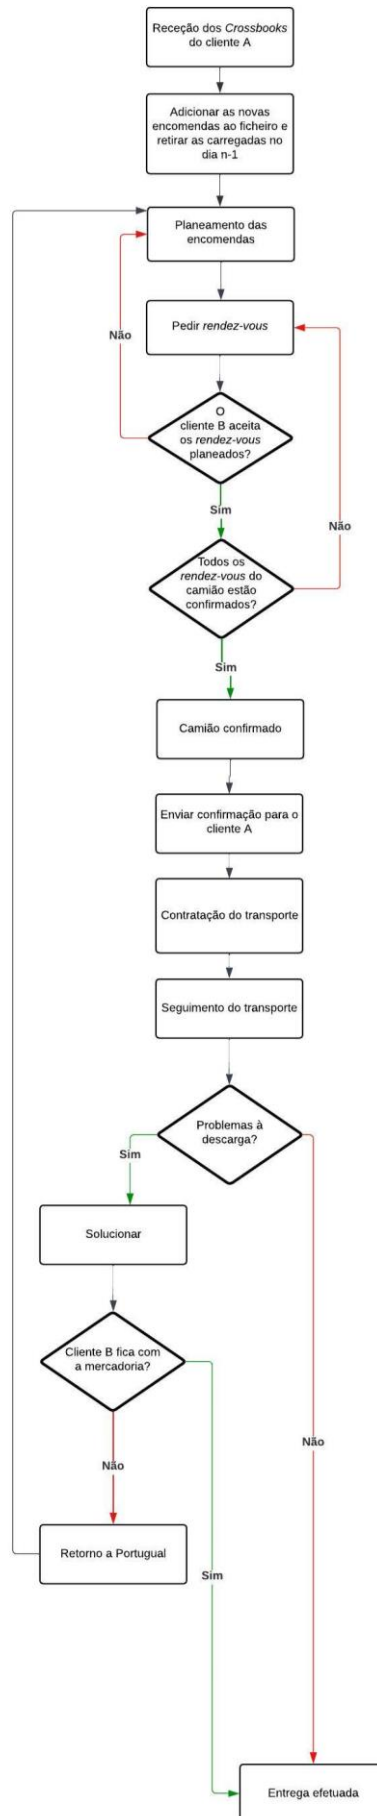 Receção dos Crossbooks
do cliente A
Adicionar as novas
encomendas ao ficheiro e
retirar as carregadas no
dia n-1
Planeamento das
encomendas
Pedir rendez-vous
Não
O
cliente B aceita
os rendez-vous
planeados?
Sim
Não
Todos os
rendez-vous do
camião estão
confirmados?
Sim
Camião confirmado
Enviar confirmação para o
cliente A
Contratação do transporte
Seguimento do transporte
Problemas à
descarga?
Sim
Solucionar
Cliente B fica com
a mercadoria?
Não
Não
Retorno a Portugual
Sim
Entrega efetuada